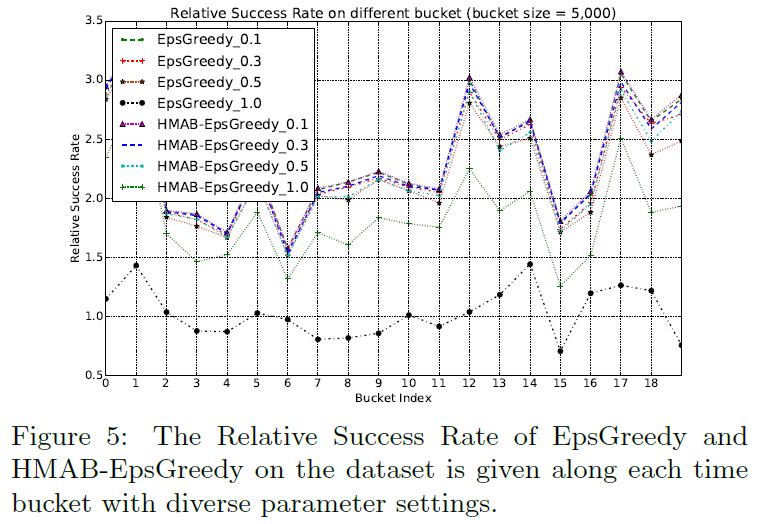 Relative Success Rate on different bucket (bucket size = 5,000)
3.5
3.0
2.5
2.0
1.5
1.0
0.5
Relative Success Rate
EpsGreedy_0.1
EpsGreedy_0.3
EpsGreedy_0.5
EpsGreedy_1.0
HMAB-EpsGreedy_0.1
HMAB-EpsGreedy_0.3
HMAB-EpsGreedy_0.5
HMAB-EpsGreedy_1.0
0 1 2 3 4 5 6 7 8 9 10 11 12 13 14 15 16 17 18
Bucket Index
Figure 5: The Relative Success Rate of EpsGreedy and
HMAB-EpsGreedy on the dataset is given along each time
bucket with diverse parameter settings.